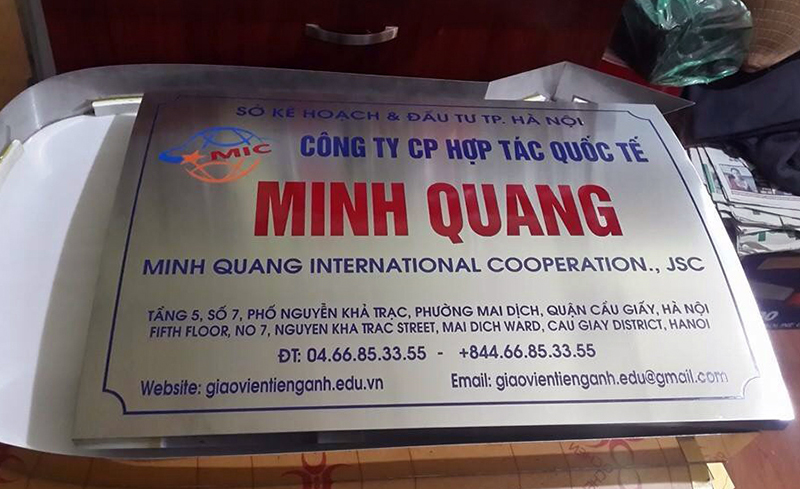 SỞ KẾ HOẠCH & ĐẦU TƯ TP. HÀ NỘI
MIC
CÔNG TY CP HỢP TÁC QUỐC TẾ
MINH QUANG
MINH QUANG INTERNATIONAL COOPERATION., JSC
TẦNG 5, SỐ 7, PHỐ NGUYỄN KHẢ TRẠC, PHƯỜNG MAI DỊCH, QUẬN CẦU GIẤY, HÀ NỘI
FIFTH FLOOR, NO 7, NGUYEN KHA TRAC STREET, MAI DICH WARD, CAU GIAY DISTRICT, HANOI
ĐT: 04.66.85.33.55 - +844.66.85.33.55
Website: giaovientienganh.edu.vn Email: giaovientienganh.edu@gmail.com